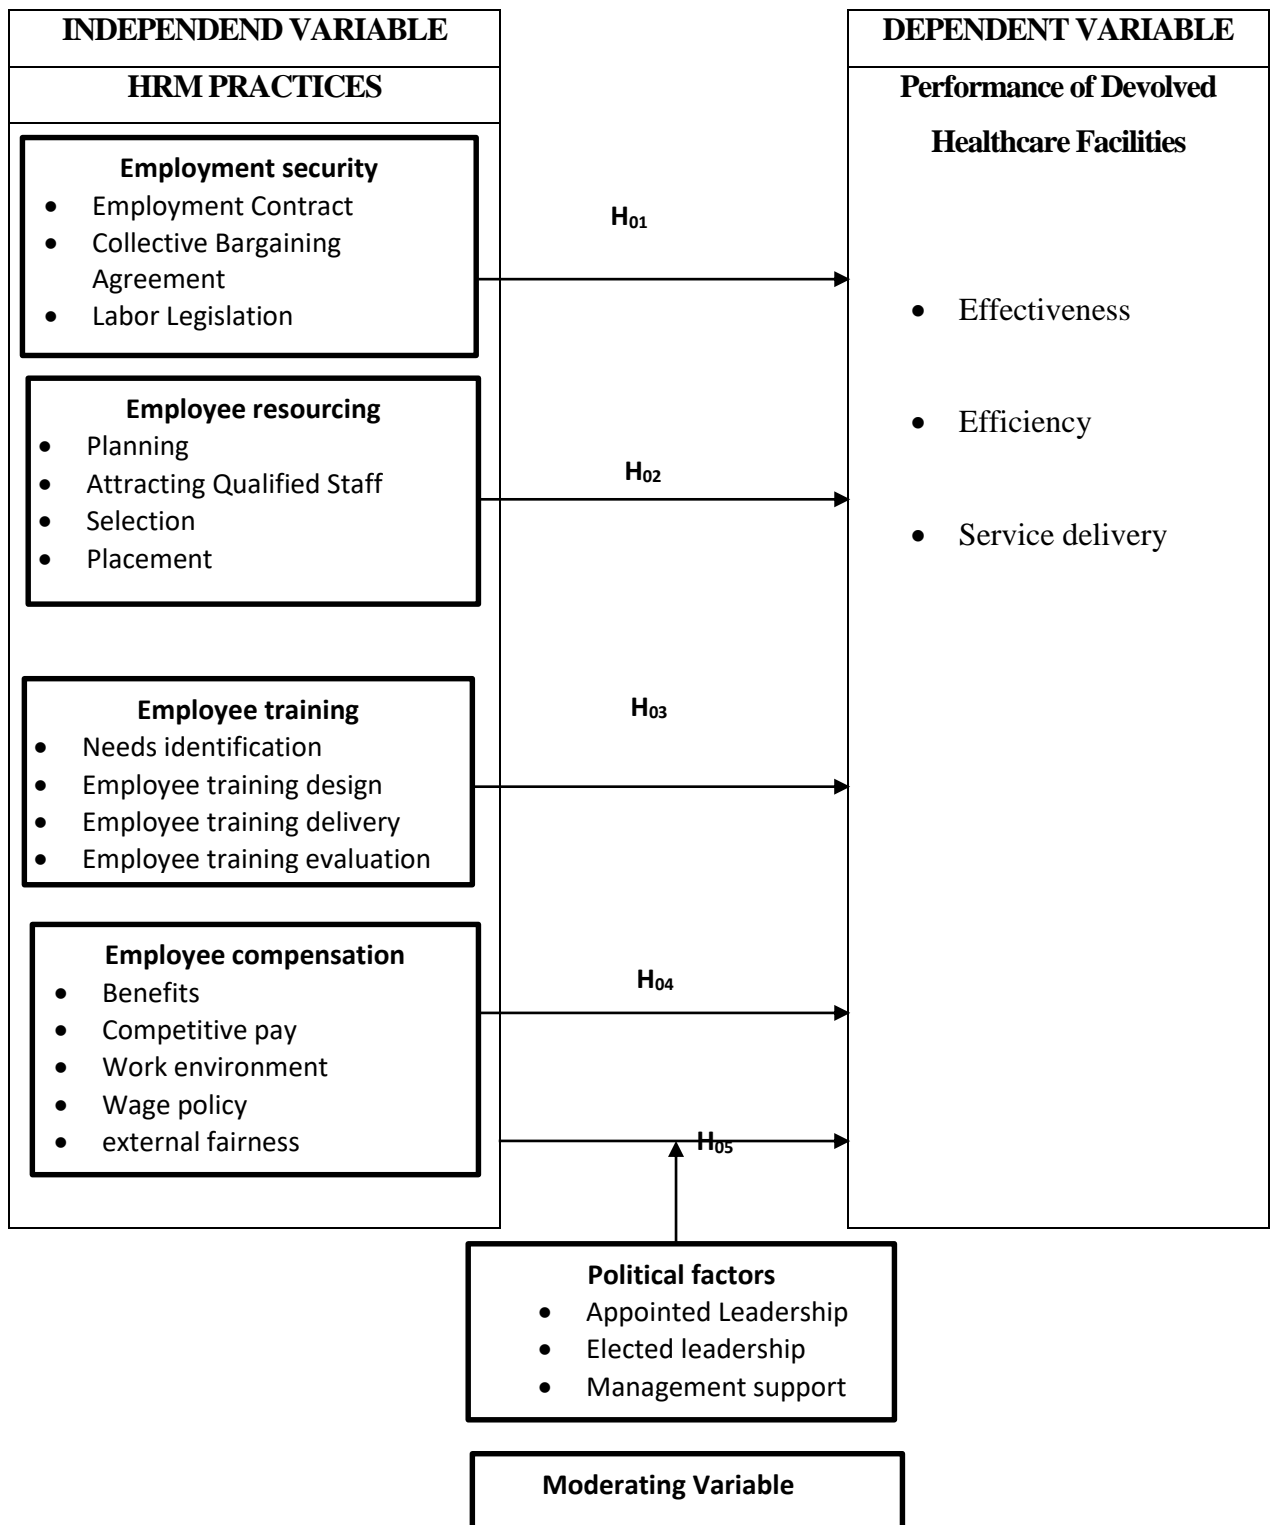 INDEPENDEND VARIABLE
HRM PRACTICES
Employment security
• Employment Contract
• Collective Bargaining
Agreement
• Labor Legislation
Employee resourcing
• Planning
• Attracting Qualified Staff
• Selection
• Placement
Employee training
• Needs identification
• Employee training design
• Employee training delivery
• Employee training evaluation
Employee compensation
• Benefits
• Competitive pay
• Work environment
• Wage policy
• external fairness
H01
H02
H03
H04
H05
DEPENDENT VARIABLE
Performance of Devolved
Healthcare Facilities
• Effectiveness
• Efficiency
• Service delivery
Political factors
• Appointed Leadership
• Elected leadership
• Management support
Moderating Variable